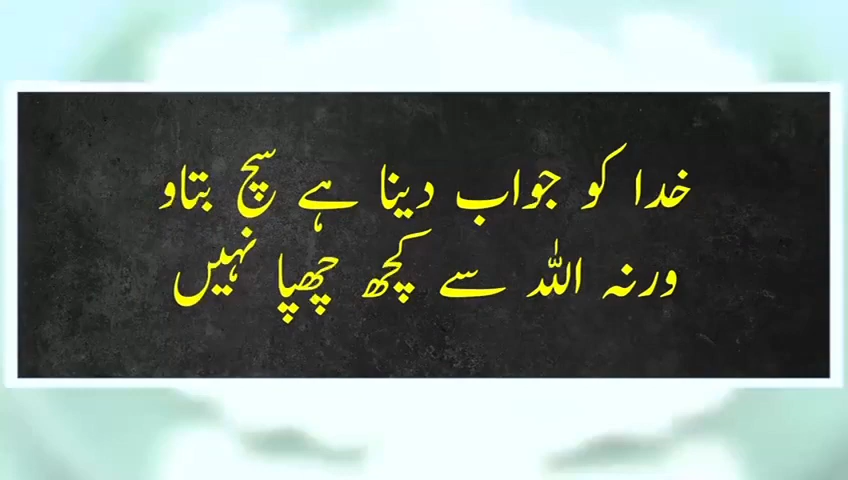 خدا کو جواب دینا ہے سچ بتاو
ورنہ اللہ سے کچھ چھپا نہیں